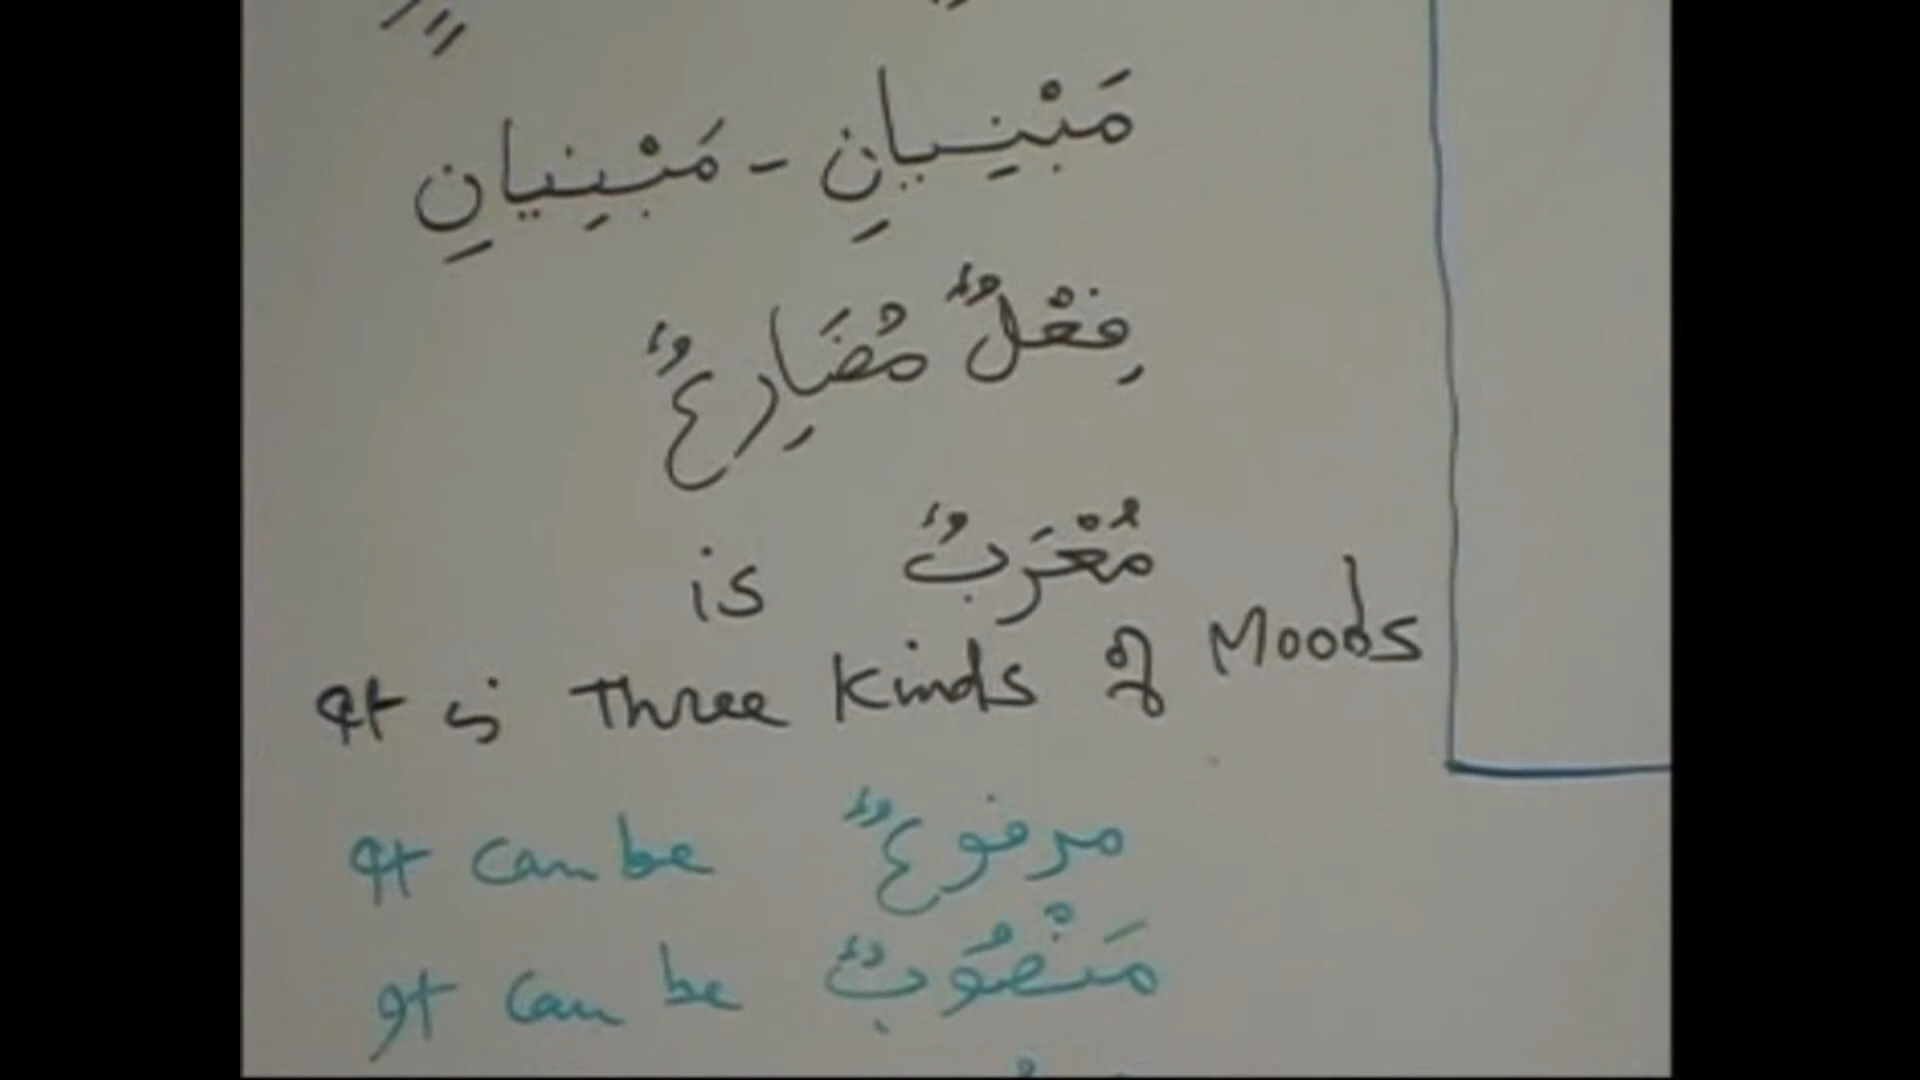 مَبْنِيانِ - مَبْنِيانِ
فِعْلٌ مُضَارِعٌ
مُعْرَبٌ is
It is Three Kinds of Moods
It can be مرفوعٌ
It can be مَنْصُوبٌ